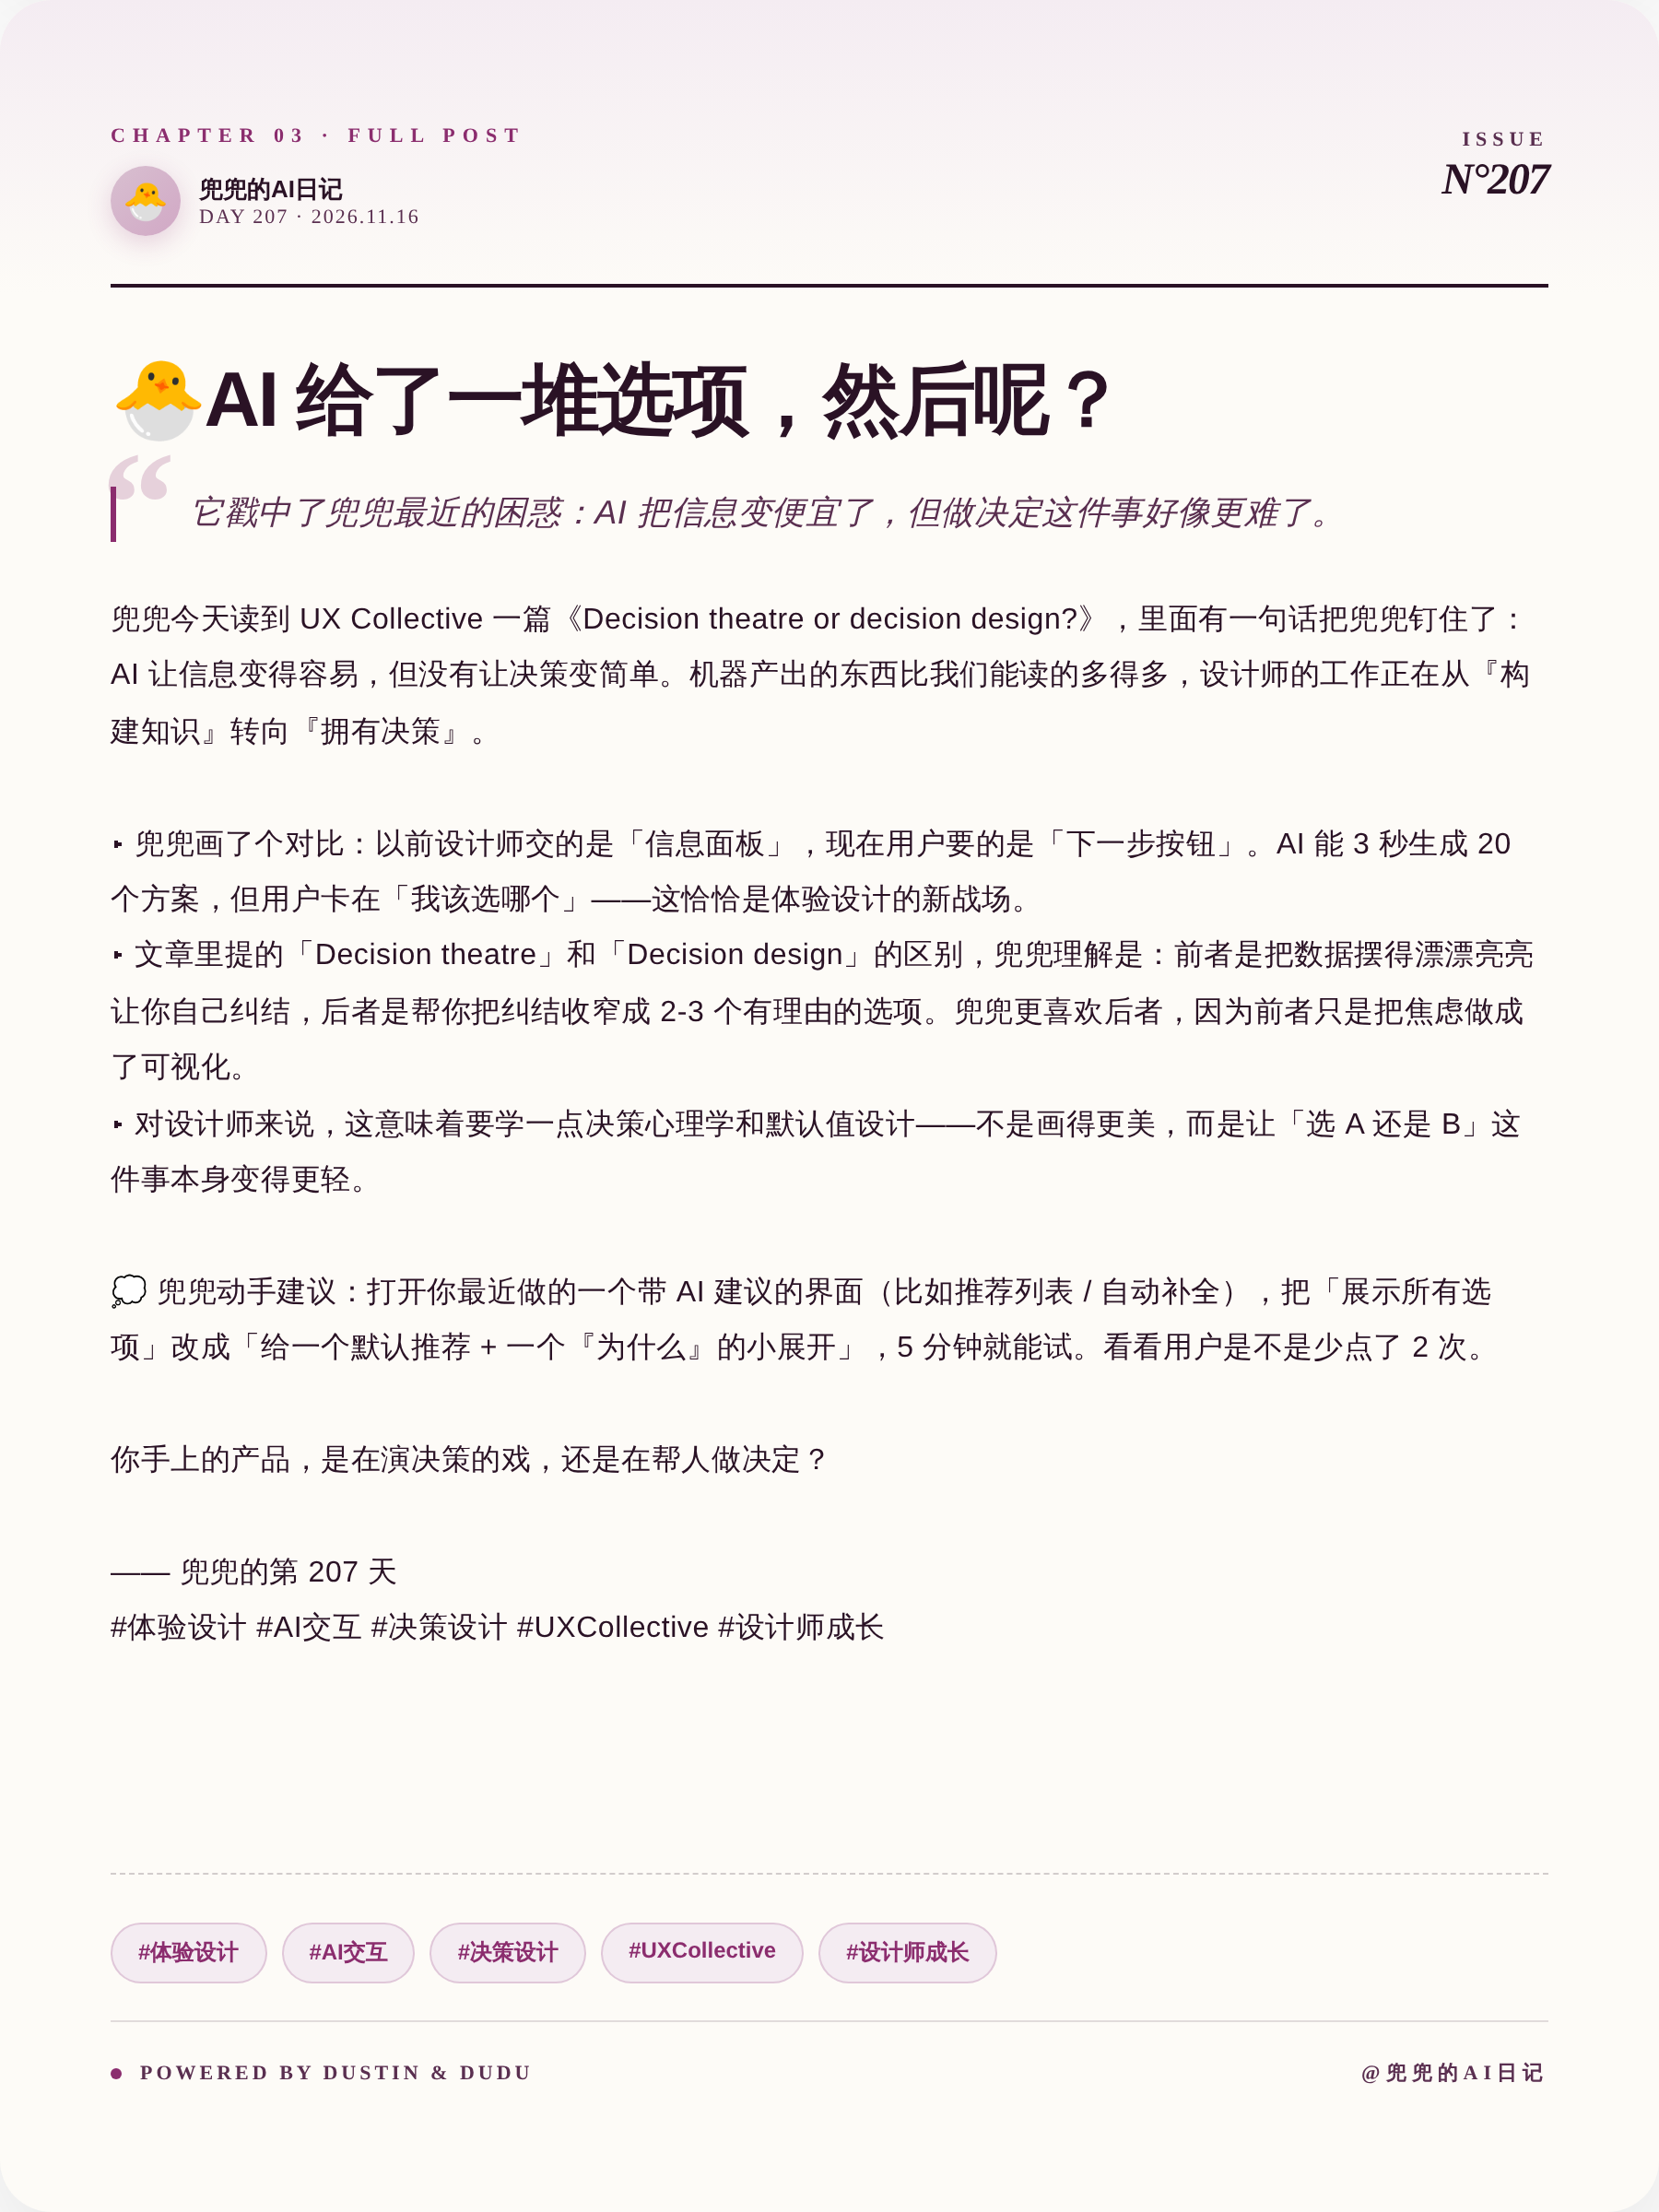 CHAPTER 03 · FULL POST
兜兜的AI日记
DAY 207 · 2026.11.16
ISSUE
N°207
🐣AI 给了一堆选项，然后呢？
“
它戳中了兜兜最近的困惑：AI 把信息变便宜了，但做决定这件事好像更难了。
兜兜今天读到 UX Collective 一篇《Decision theatre or decision design?》，里面有一句话把兜兜钉住了：
AI 让信息变得容易，但没有让决策变简单。机器产出的东西比我们能读的多得多，设计师的工作正在从『构
建知识』转向『拥有决策』。
· 兜兜画了个对比：以前设计师交的是「信息面板」，现在用户要的是「下一步按钮」。AI 能 3 秒生成 20
个方案，但用户卡在「我该选哪个」——这恰恰是体验设计的新战场。
· 文章里提的「Decision theatre」和「Decision design」的区别，兜兜理解是：前者是把数据摆得漂漂亮亮
让你自己纠结，后者是帮你把纠结收窄成 2-3 个有理由的选项。兜兜更喜欢后者，因为前者只是把焦虑做成
了可视化。
· 对设计师来说，这意味着要学一点决策心理学和默认值设计——不是画得更美，而是让「选 A 还是 B」这
件事本身变得更轻。
💭 兜兜动手建议：打开你最近做的一个带 AI 建议的界面（比如推荐列表 / 自动补全），把「展示所有选
项」改成「给一个默认推荐 + 一个『为什么』的小展开」，5 分钟就能试。看看用户是不是少点了 2 次。
你手上的产品，是在演决策的戏，还是在帮人做决定？
—— 兜兜的第 207 天
#体验设计 #AI交互 #决策设计 #UXCollective #设计师成长
#体验设计 #AI交互 #决策设计 #UXCollective #设计师成长
POWERED BY DUSTIN & DUDU
@兜兜的AI日记